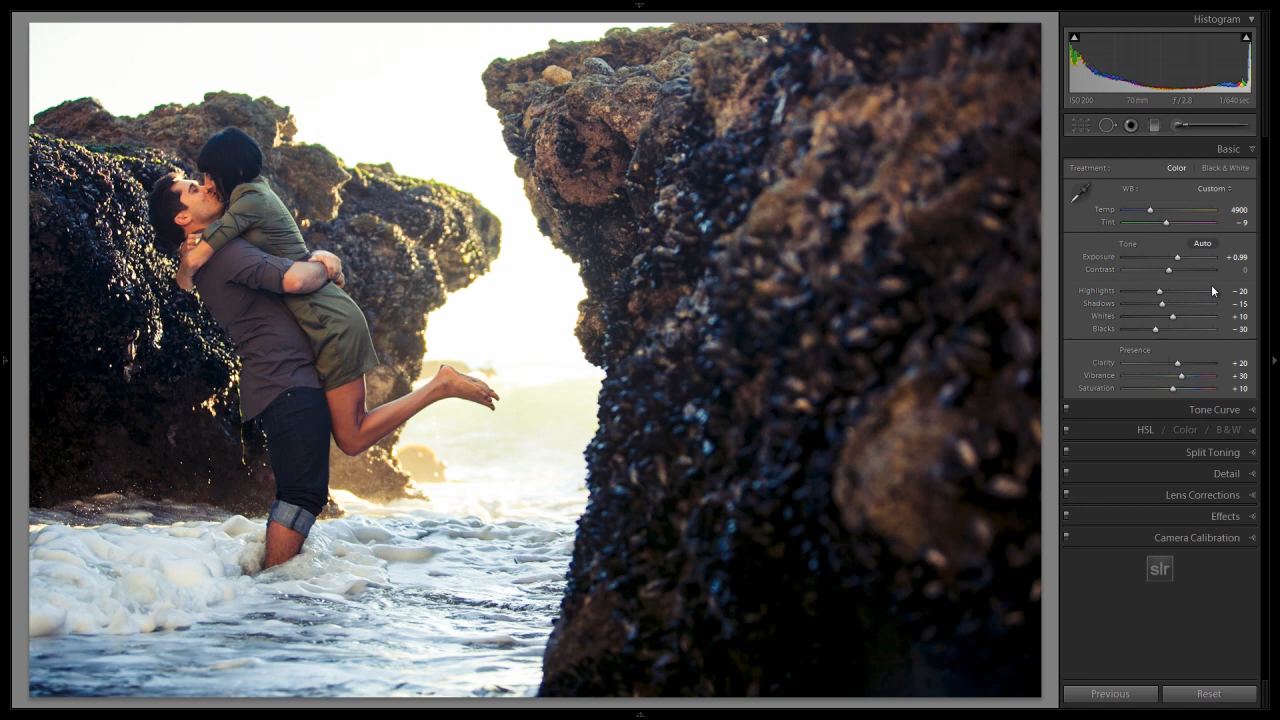 Histogram
ISO 200 70 mm ƒ / 2.8 1/640 sec
Basic
Treatment : Color Black & White
WB : Custom
Temp 4900
Tint – 9
Tone Auto
Exposure + 0.99
Contrast 0
Highlights – 20
Shadows – 15
Whites + 10
Blacks – 30
Presence
Clarity + 20
Vibrance + 30
Saturation + 10
Tone Curve
HSL / Color / B & W
Split Toning
Detail
Lens Corrections
Effects
Camera Calibration
slr
Previous Reset